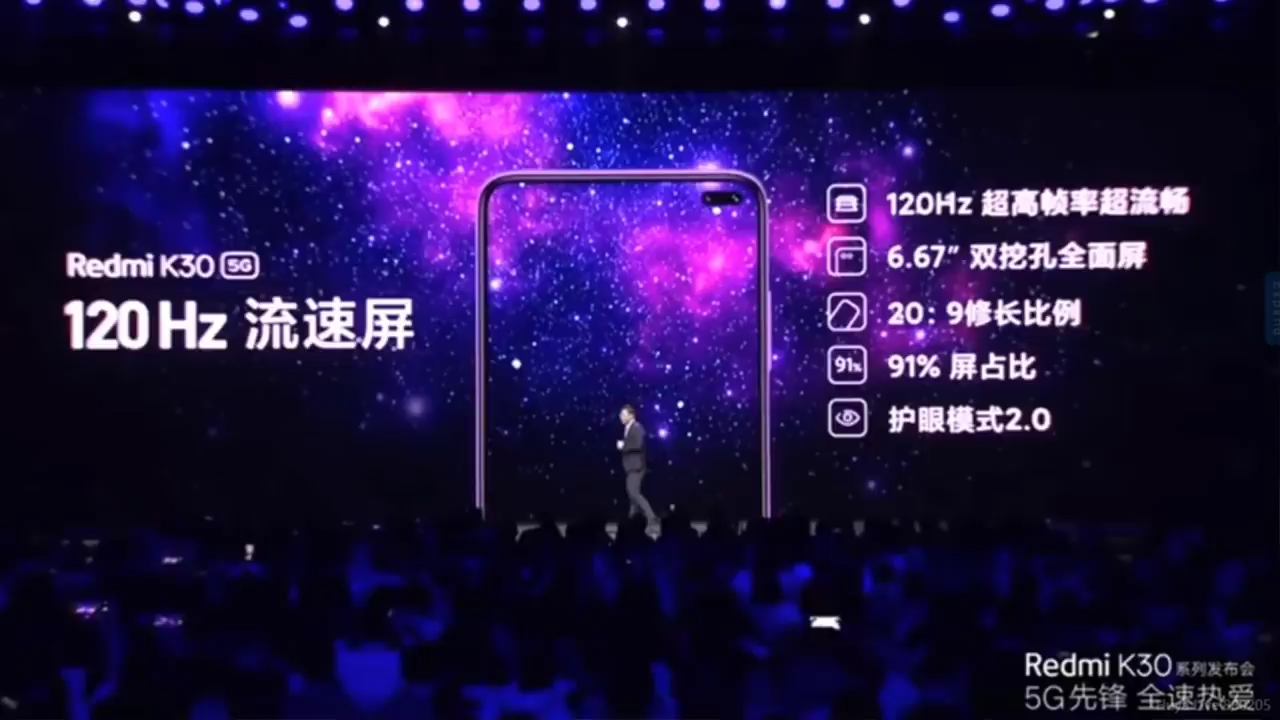 Redmi K30 5G
120Hz 流速屏
120Hz 超高帧率超流畅
6.67” 双挖孔全面屏
20：9修长比例
91%
91% 屏占比
护眼模式2.0
Redmi K30 系列发布会
5G先锋 全速热爱